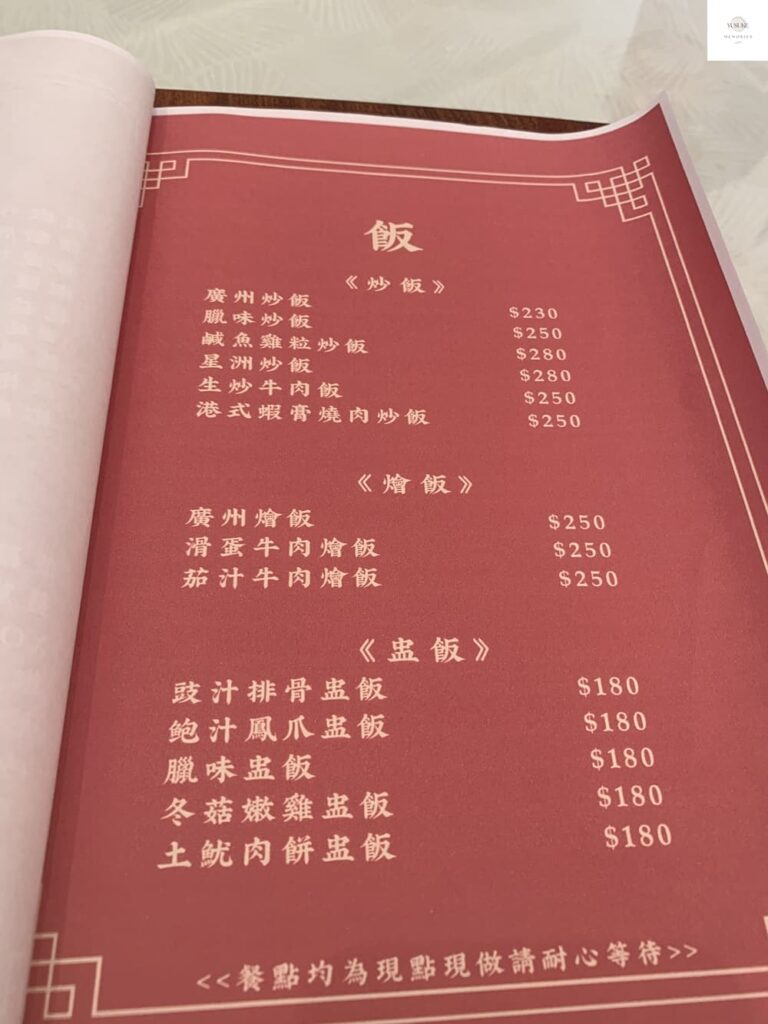 YUSUKE
MEMORIES
飯
《炒飯》
廣州炒飯 $230
臘味炒飯 $250
鹹魚雞粒炒飯 $280
星洲炒飯 $280
生炒牛肉飯 $250
港式蝦膏燒肉炒飯 $250
《燴飯》
廣州燴飯 $250
滑蛋牛肉燴飯 $250
茄汁牛肉燴飯 $250
《盅飯》
豉汁排骨盅飯 $180
鮑汁鳳爪盅飯 $180
臘味盅飯 $180
冬菇嫩雞盅飯 $180
土魷肉餅盅飯 $180
<<餐點均為現點現做請耐心等待>>